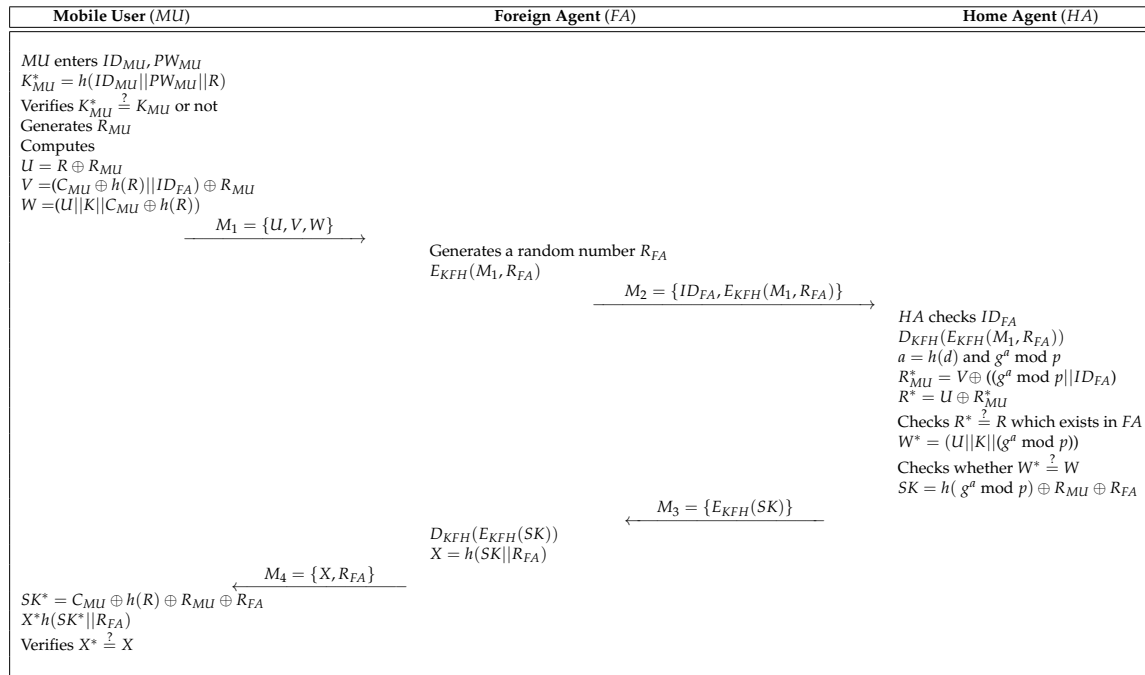 Mobile User (MU) Foreign Agent (FA) Home Agent (HA)
MU enters ID_MU, PW_MU
K*_MU = h(ID_MU||PW_MU||R)
Verifies K*_MU ?= K_MU or not
Generates R_MU
Computes
U = R ⊕ R_MU
V =(C_MU ⊕ h(R)||ID_FA) ⊕ R_MU
W =(U||K||C_MU ⊕ h(R))
M_1 = {U, V, W}
Generates a random number R_FA
E_KFH(M_1, R_FA)
M_2 = {ID_FA, E_KFH(M_1, R_FA)}
HA checks ID_FA
D_KFH(E_KFH(M_1, R_FA))
a = h(d) and g^a mod p
R*_MU = V⊕ ((g^a mod p||ID_FA)
R* = U ⊕ R*_MU
Checks R* ?= R which exists in FA
W* = (U||K||(g^a mod p))
Checks whether W* ?= W
SK = h( g^a mod p) ⊕ R_MU ⊕ R_FA
M_3 = {E_KFH(SK)}
D_KFH(E_KFH(SK))
X = h(SK||R_FA)
M_4 = {X, R_FA}
SK* = C_MU ⊕ h(R) ⊕ R_MU ⊕ R_FA
X*h(SK*||R_FA)
Verifies X* ?= X